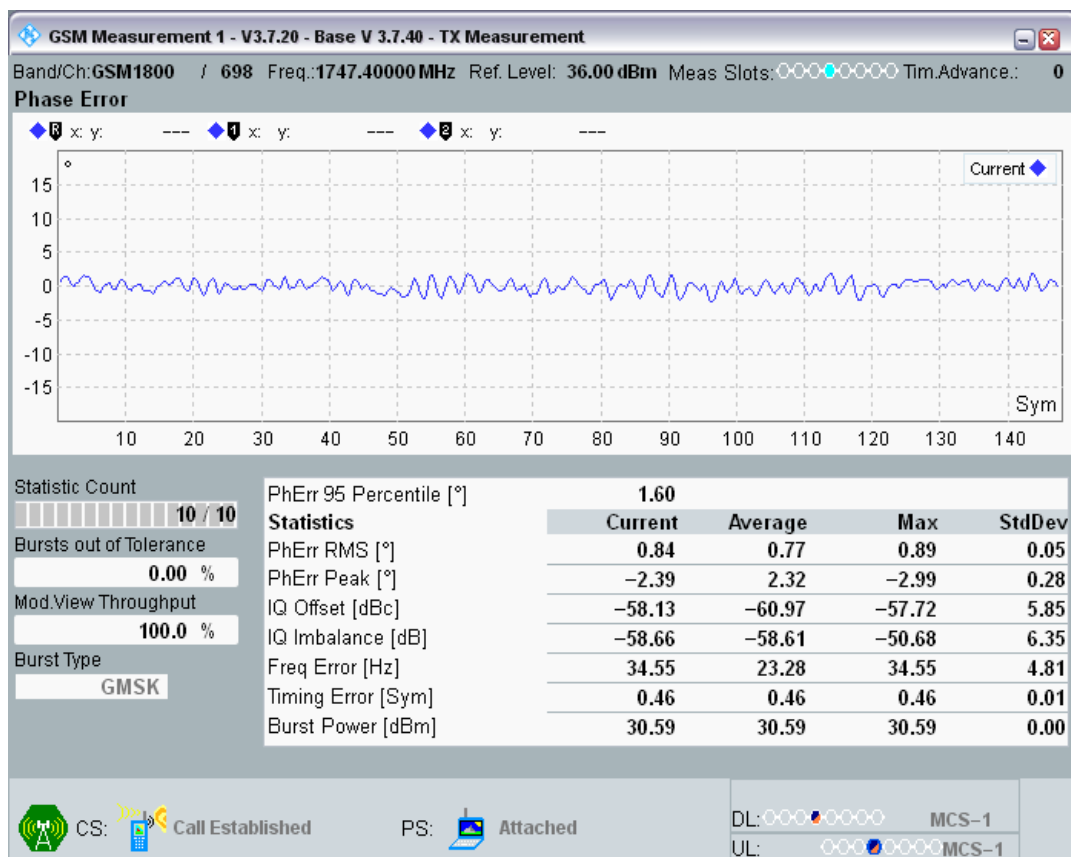 GSM Measurement 1 - V3.7.20 - Base V 3.7.40 - TX Measurement
Band/Ch:GSM1800 / 698 Freq.:1747.40000 MHz Ref. Level: 36.00 dBm Meas Slots: Tim.Advance.: 0
Phase Error
R x: y: --- 1 x: y: --- 2 x: y: ---
°
Current
15
10
5
0
-5
-10
-15
Sym
10 20 30 40 50 60 70 80 90 100 110 120 130 140
Statistic Count
10 / 10
Bursts out of Tolerance
0.00 %
Mod.View Throughput
100.0 %
Burst Type
GMSK
PhErr 95 Percentile [°] 1.60
Statistics Current Average Max StdDev
PhErr RMS [°] 0.84 0.77 0.89 0.05
PhErr Peak [°] −2.39 2.32 −2.99 0.28
IQ Offset [dBc] −58.13 −60.97 −57.72 5.85
IQ Imbalance [dB] −58.66 −58.61 −50.68 6.35
Freq Error [Hz] 34.55 23.28 34.55 4.81
Timing Error [Sym] 0.46 0.46 0.46 0.01
Burst Power [dBm] 30.59 30.59 30.59 0.00
CS: Call Established PS: Attached
DL: MCS−1
UL: MCS−1